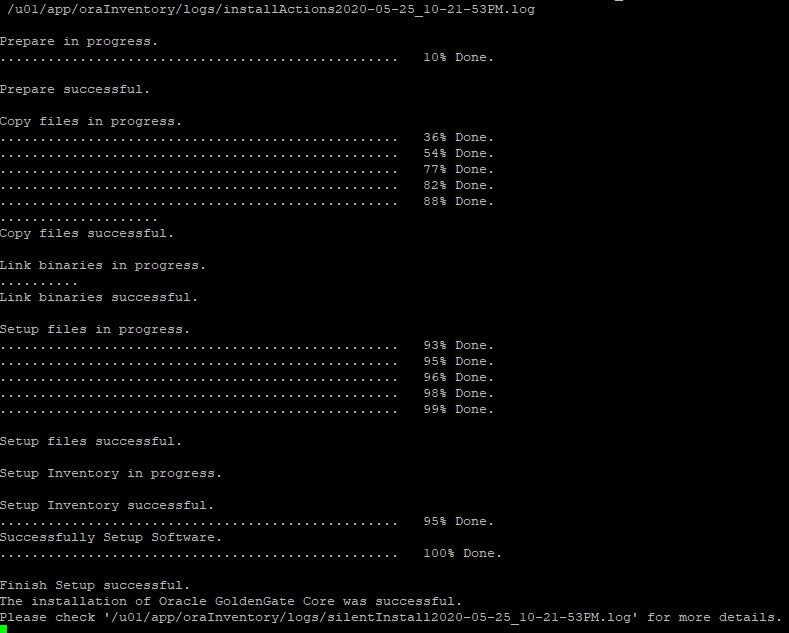 /u01/app/oraInventory/logs/installActions2020-05-25_10-21-53PM.log
Prepare in progress.
.................................................. 10% Done.
Prepare successful.
Copy files in progress.
.................................................. 36% Done.
.................................................. 54% Done.
.................................................. 77% Done.
.................................................. 82% Done.
.................................................. 88% Done.
....................
Copy files successful.
Link binaries in progress.
..........
Link binaries successful.
Setup files in progress.
.................................................. 93% Done.
.................................................. 95% Done.
.................................................. 96% Done.
.................................................. 98% Done.
.................................................. 99% Done.
Setup files successful.
Setup Inventory in progress.
Setup Inventory successful.
.................................................. 95% Done.
Successfully Setup Software.
.................................................. 100% Done.
Finish Setup successful.
The installation of Oracle GoldenGate Core was successful.
Please check '/u01/app/oraInventory/logs/silentInstall2020-05-25_10-21-53PM.log' for more details.